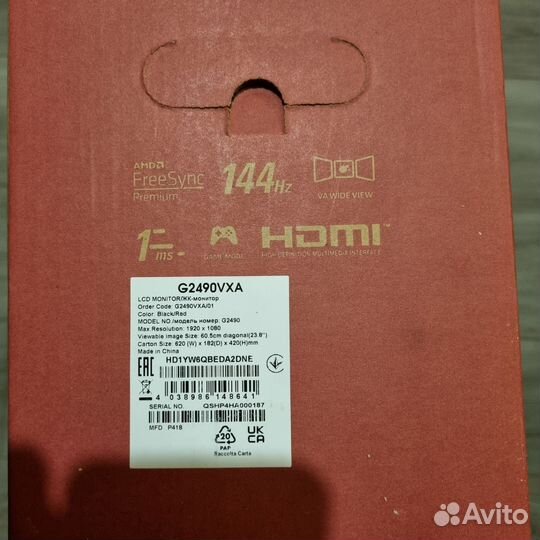 AMD
FreeSync
Premium
144Hz
VA WIDE VIEW
1ms
GAME MODE
HDMI™
HIGH-DEFINITION MULTIMEDIA INTERFACE
G2490VXA
LCD MONITOR/ЖК-монитор
Order Code: G2490VXA/01
Color: Black/Red
MODEL NO./модель номер: G2490
Max Resolution: 1920 x 1080
Viewable Image Size: 60.5cm diagonal(23.8")
Carton Size: 620 (W) x 182(D) x 420(H)mm
Made in China
HD1YW6QBEDA2DNE
EAC
4 038986 148641
SERIAL NO. QSHP4HA000187
MFD P418
20
PAP
Raccolta Carta
UK
CA
Avito